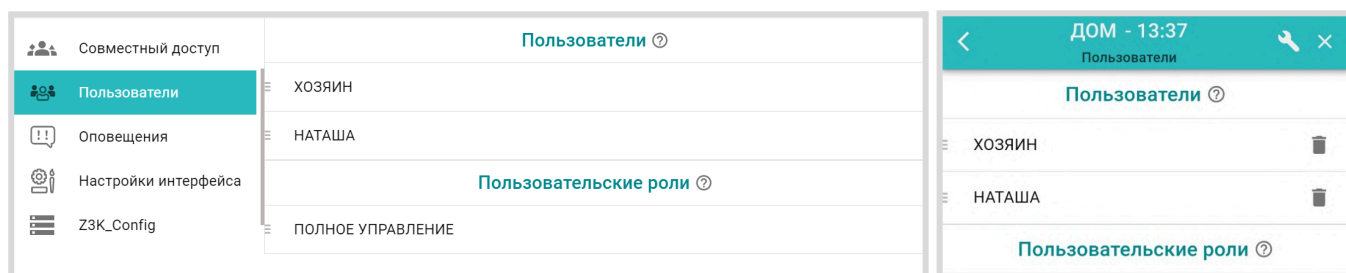 Совместный доступ
Пользователи
Оповещения
Настройки интерфейса
Z3K_Config
Пользователи ?
ХОЗЯИН
НАТАША
Пользовательские роли ?
ПОЛНОЕ УПРАВЛЕНИЕ
ДОМ - 13:37
Пользователи
Пользователи ?
ХОЗЯИН
НАТАША
Пользовательские роли ?